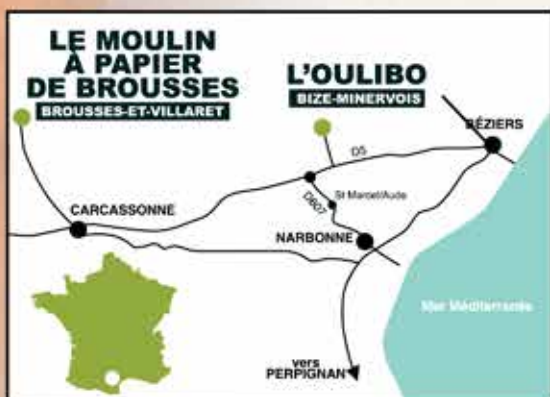 LE MOULIN
À PAPIER
DE BROUSSES
BROUSSES-ET-VILLARET
L'OULIBO
BIZE-MINERVOIS
BÉZIERS
D5
St Marcel/Aude
D607
CARCASSONNE
NARBONNE
Mer Méditerranée
vers
PERPIGNAN